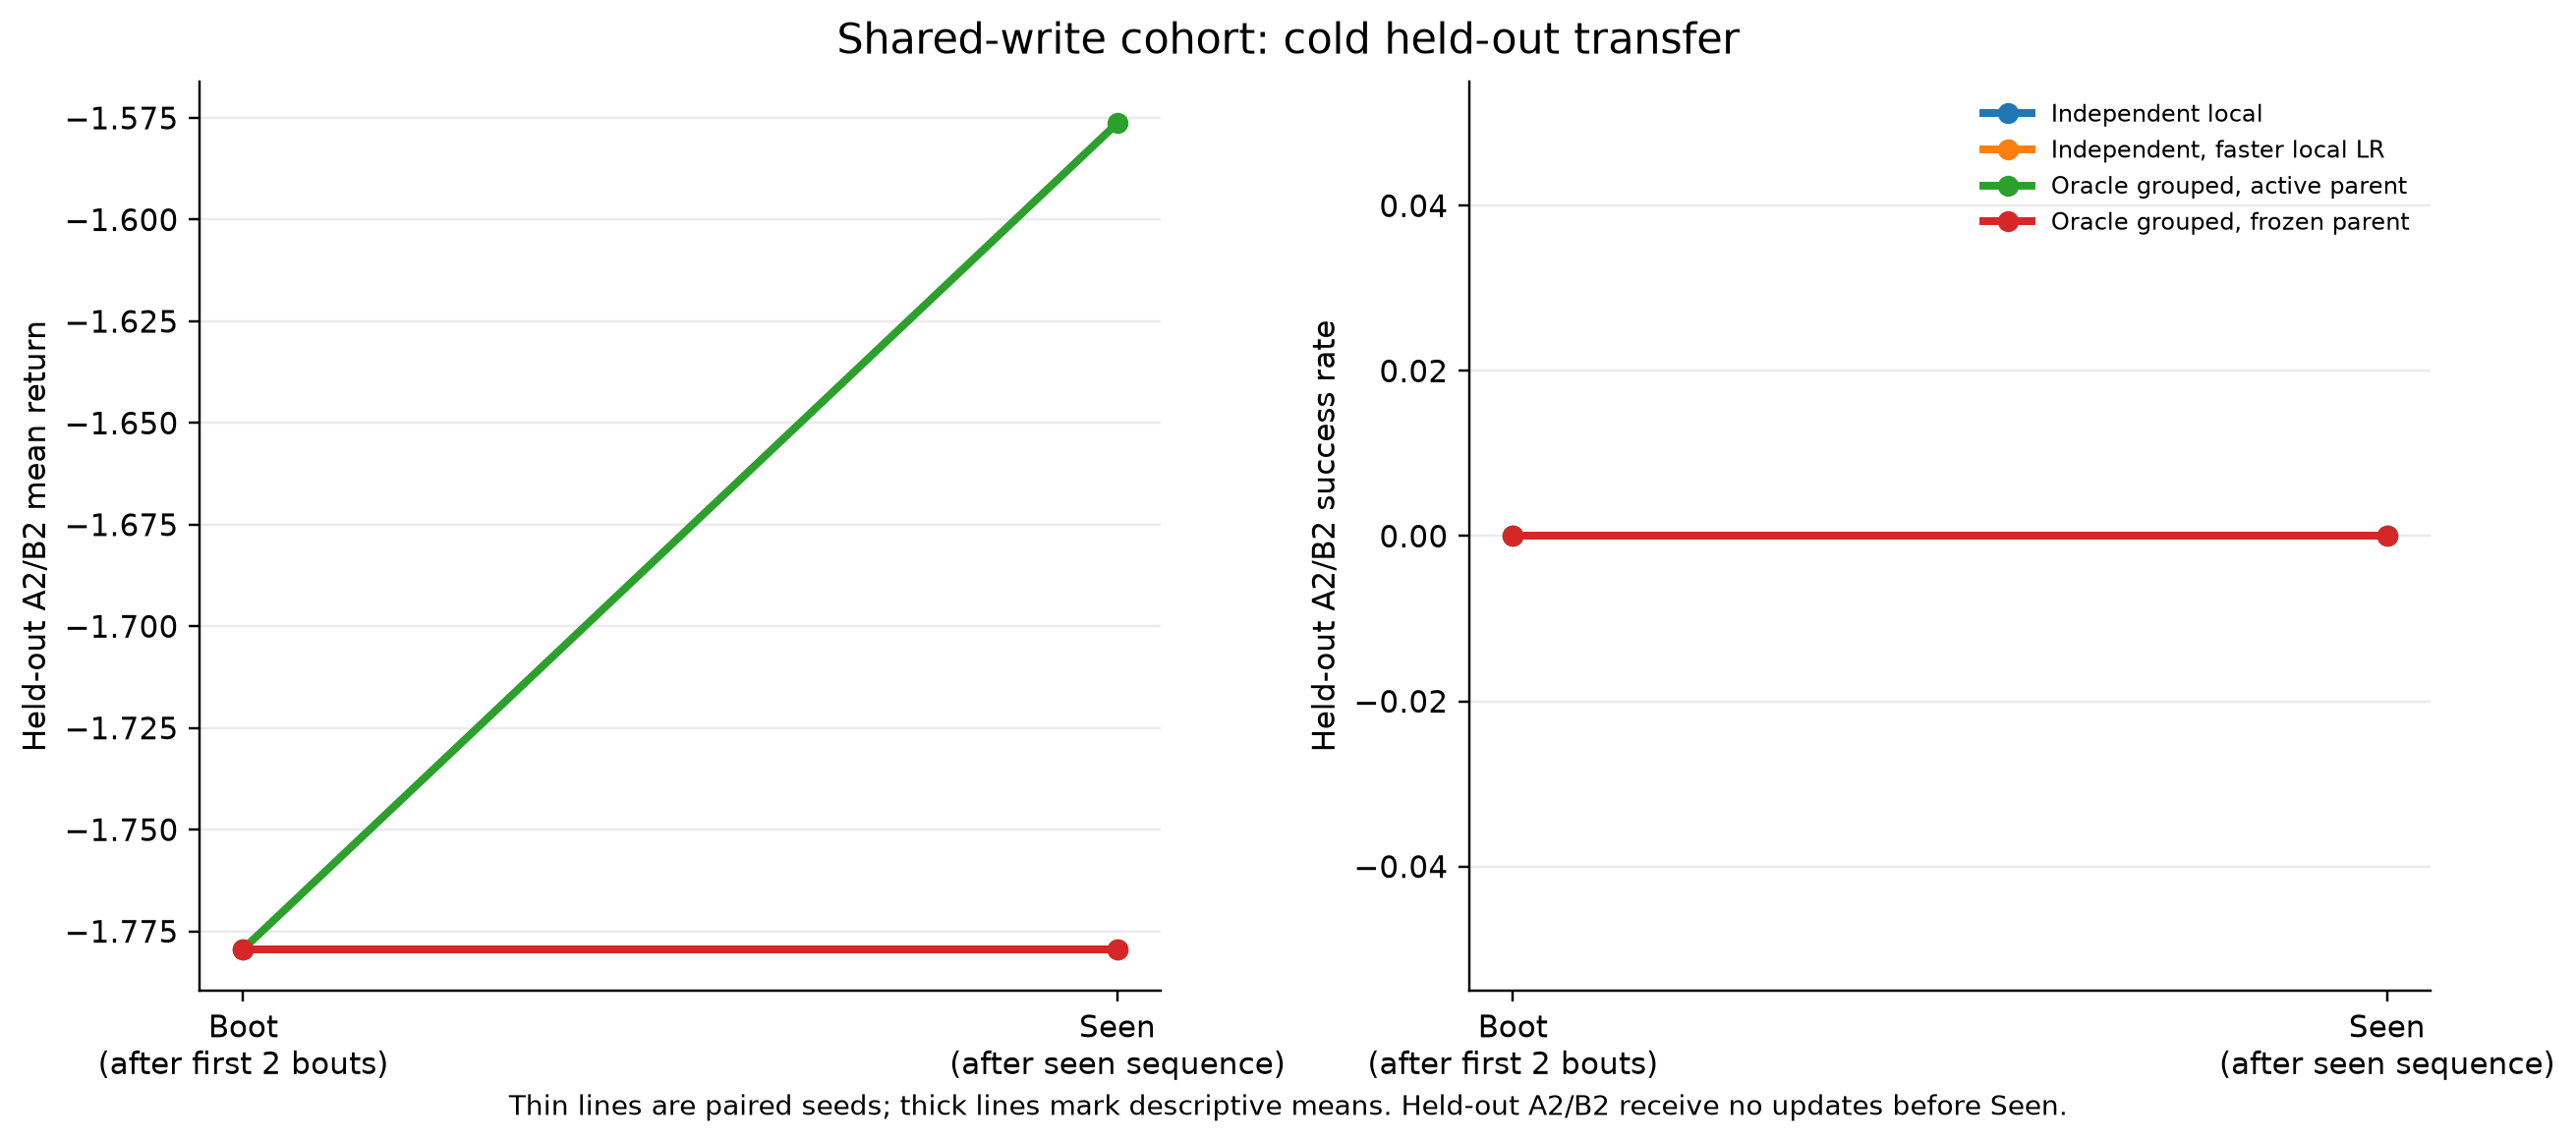 Shared-write cohort: cold held-out transfer
Held-out A2/B2 mean return
−1.575
−1.600
−1.625
−1.650
−1.675
−1.700
−1.725
−1.750
−1.775
Boot
(after first 2 bouts)
Seen
(after seen sequence)
Held-out A2/B2 success rate
0.04
0.02
0.00
−0.02
−0.04
Independent local
Independent, faster local LR
Oracle grouped, active parent
Oracle grouped, frozen parent
Boot
(after first 2 bouts)
Seen
(after seen sequence)
Thin lines are paired seeds; thick lines mark descriptive means. Held-out A2/B2 receive no updates before Seen.